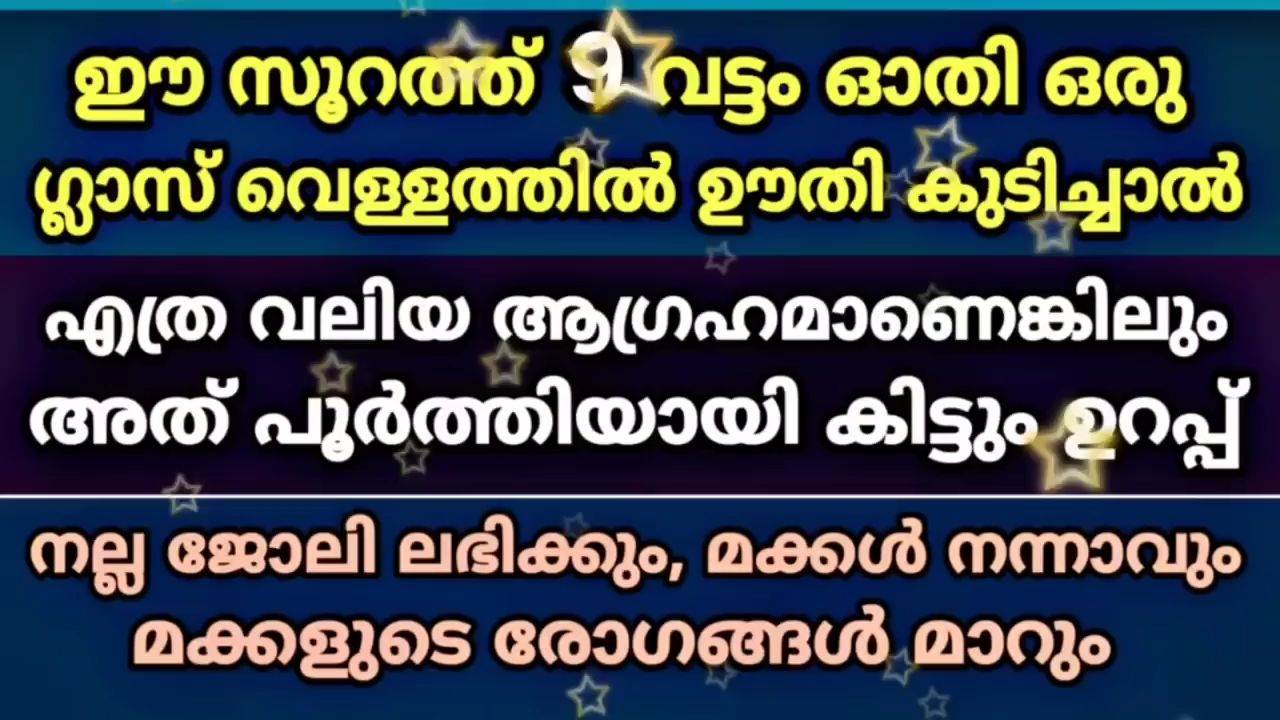 ഈ സൂറത്ത് 9 വട്ടം ഓതി ഒരു
ഗ്ലാസ് വെള്ളത്തിൽ ഊതി കുടിച്ചാൽ
എത്ര വലിയ ആഗ്രഹമാണെങ്കിലും
അത് പൂർത്തിയായി കിട്ടും ഉറപ്പ്
നല്ല ജോലി ലഭിക്കും, മക്കൾ നന്നാവും
മക്കളുടെ രോഗങ്ങൾ മാറും